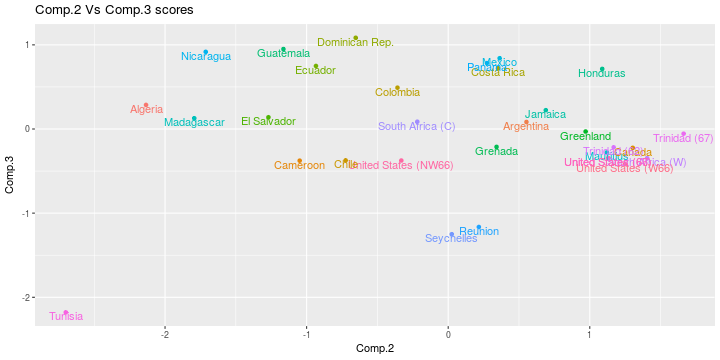 Comp.2 Vs Comp.3 scores
Dominican Rep.
Guatemala
Nicaragua
Mexico
Panama
Ecuador
Costa Rica
Honduras
Colombia
Algeria
Jamaica
Madagascar
El Salvador
South Africa (C)
Argentina
Greenland
Trinidad (67)
Grenada
Canada
Mauritius
Cameroon
Chile
United States (NW66)
United States (W66)
Reunion
Seychelles
Tunisia
1
0
-1
-2
Comp.3
-2
-1
0
1
Comp.2